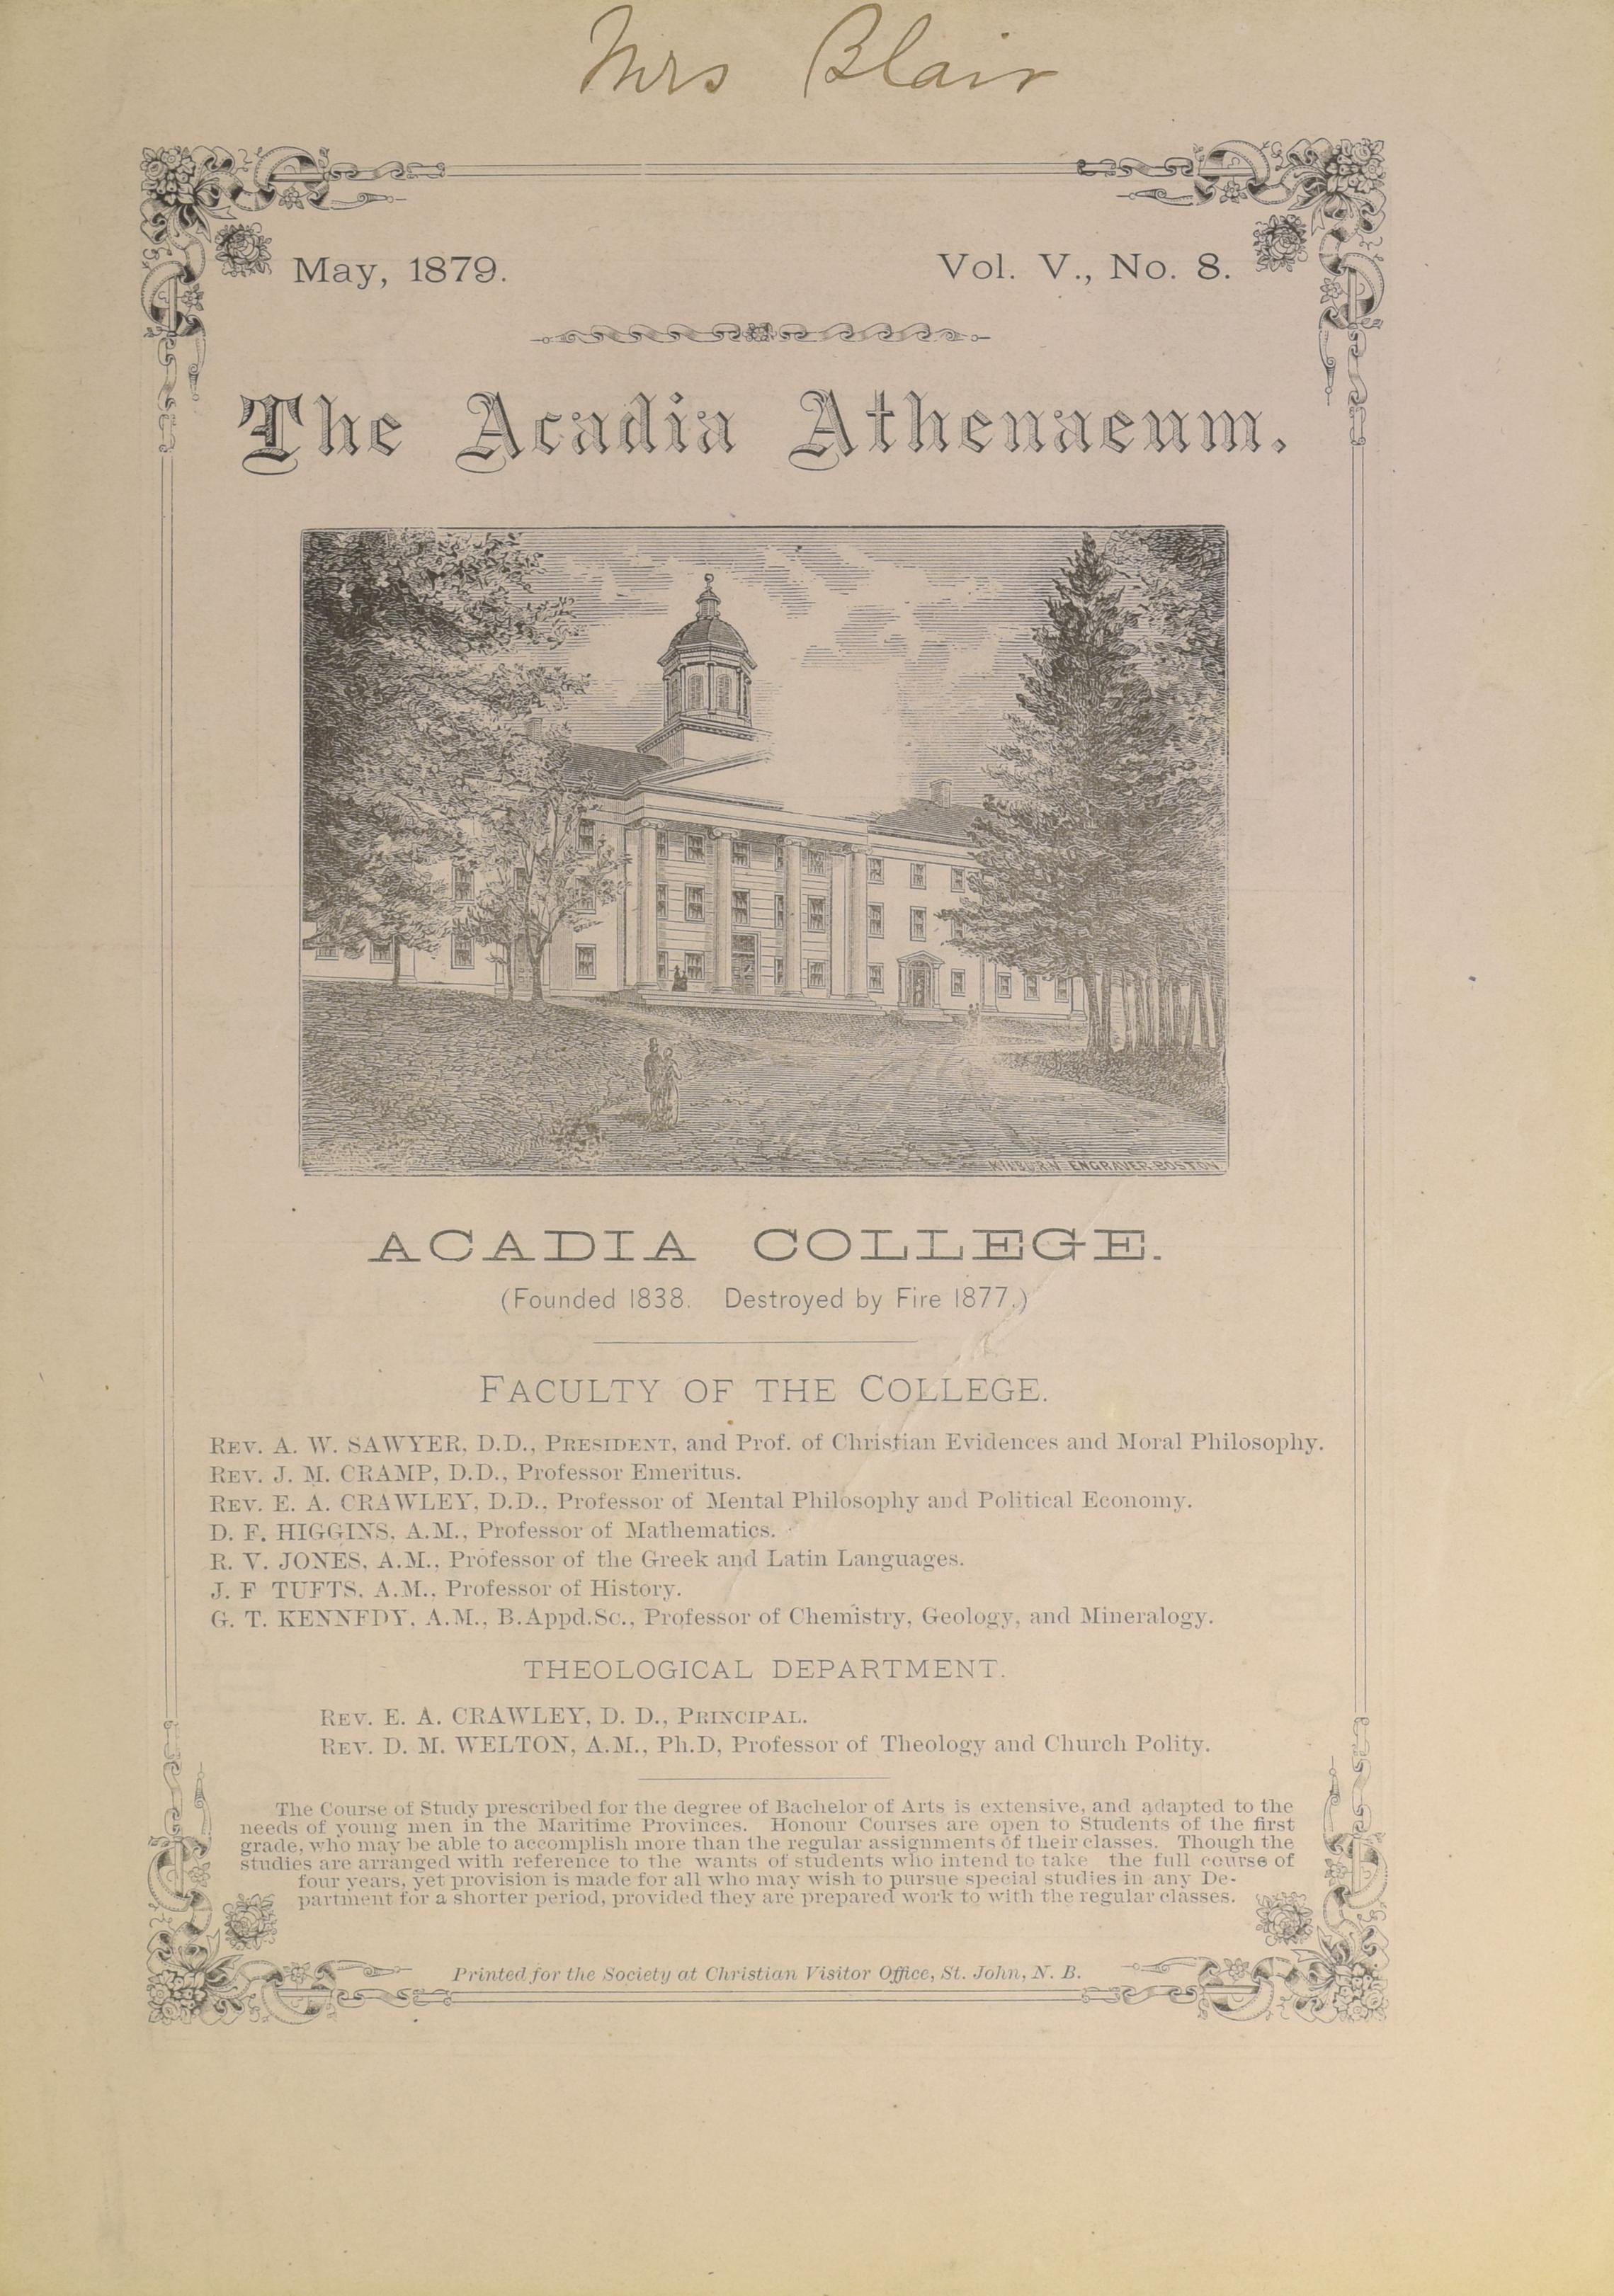 Mrs Blair
May, 1879.
Vol. V., No. 8.
The Acadia Athenaeum.
KILBURN ENGRAVER-BOSTON
ACADIA COLLEGE.
(Founded 1838. Destroyed by Fire 1877.)
FACULTY OF THE COLLEGE.
REV. A. W. SAWYER, D.D., PRESIDENT, and Prof. of Christian Evidences and Moral Philosophy.
REV. J. M. CRAMP, D.D., Professor Emeritus.
REV. E. A. CRAWLEY, D.D., Professor of Mental Philosophy and Political Economy.
D. F. HIGGINS, A.M., Professor of Mathematics.
R. V. JONES, A.M., Professor of the Greek and Latin Languages.
J. F TUFTS, A.M., Professor of History.
G. T. KENNEDY, A.M., B.Appd.Sc., Professor of Chemistry, Geology, and Mineralogy.
THEOLOGICAL DEPARTMENT.
REV. E. A. CRAWLEY, D. D., PRINCIPAL.
REV. D. M. WELTON, A.M., Ph.D, Professor of Theology and Church Polity.
The Course of Study prescribed for the degree of Bachelor of Arts is extensive, and adapted to the
needs of young men in the Maritime Provinces. Honour Courses are open to Students of the first
grade, who may be able to accomplish more than the regular assignments of their classes. Though the
studies are arranged with reference to the wants of students who intend to take the full course of
four years, yet provision is made for all who may wish to pursue special studies in any De-
partment for a shorter period, provided they are prepared work to with the regular classes.
Printed for the Society at Christian Visitor Office, St. John, N. B.